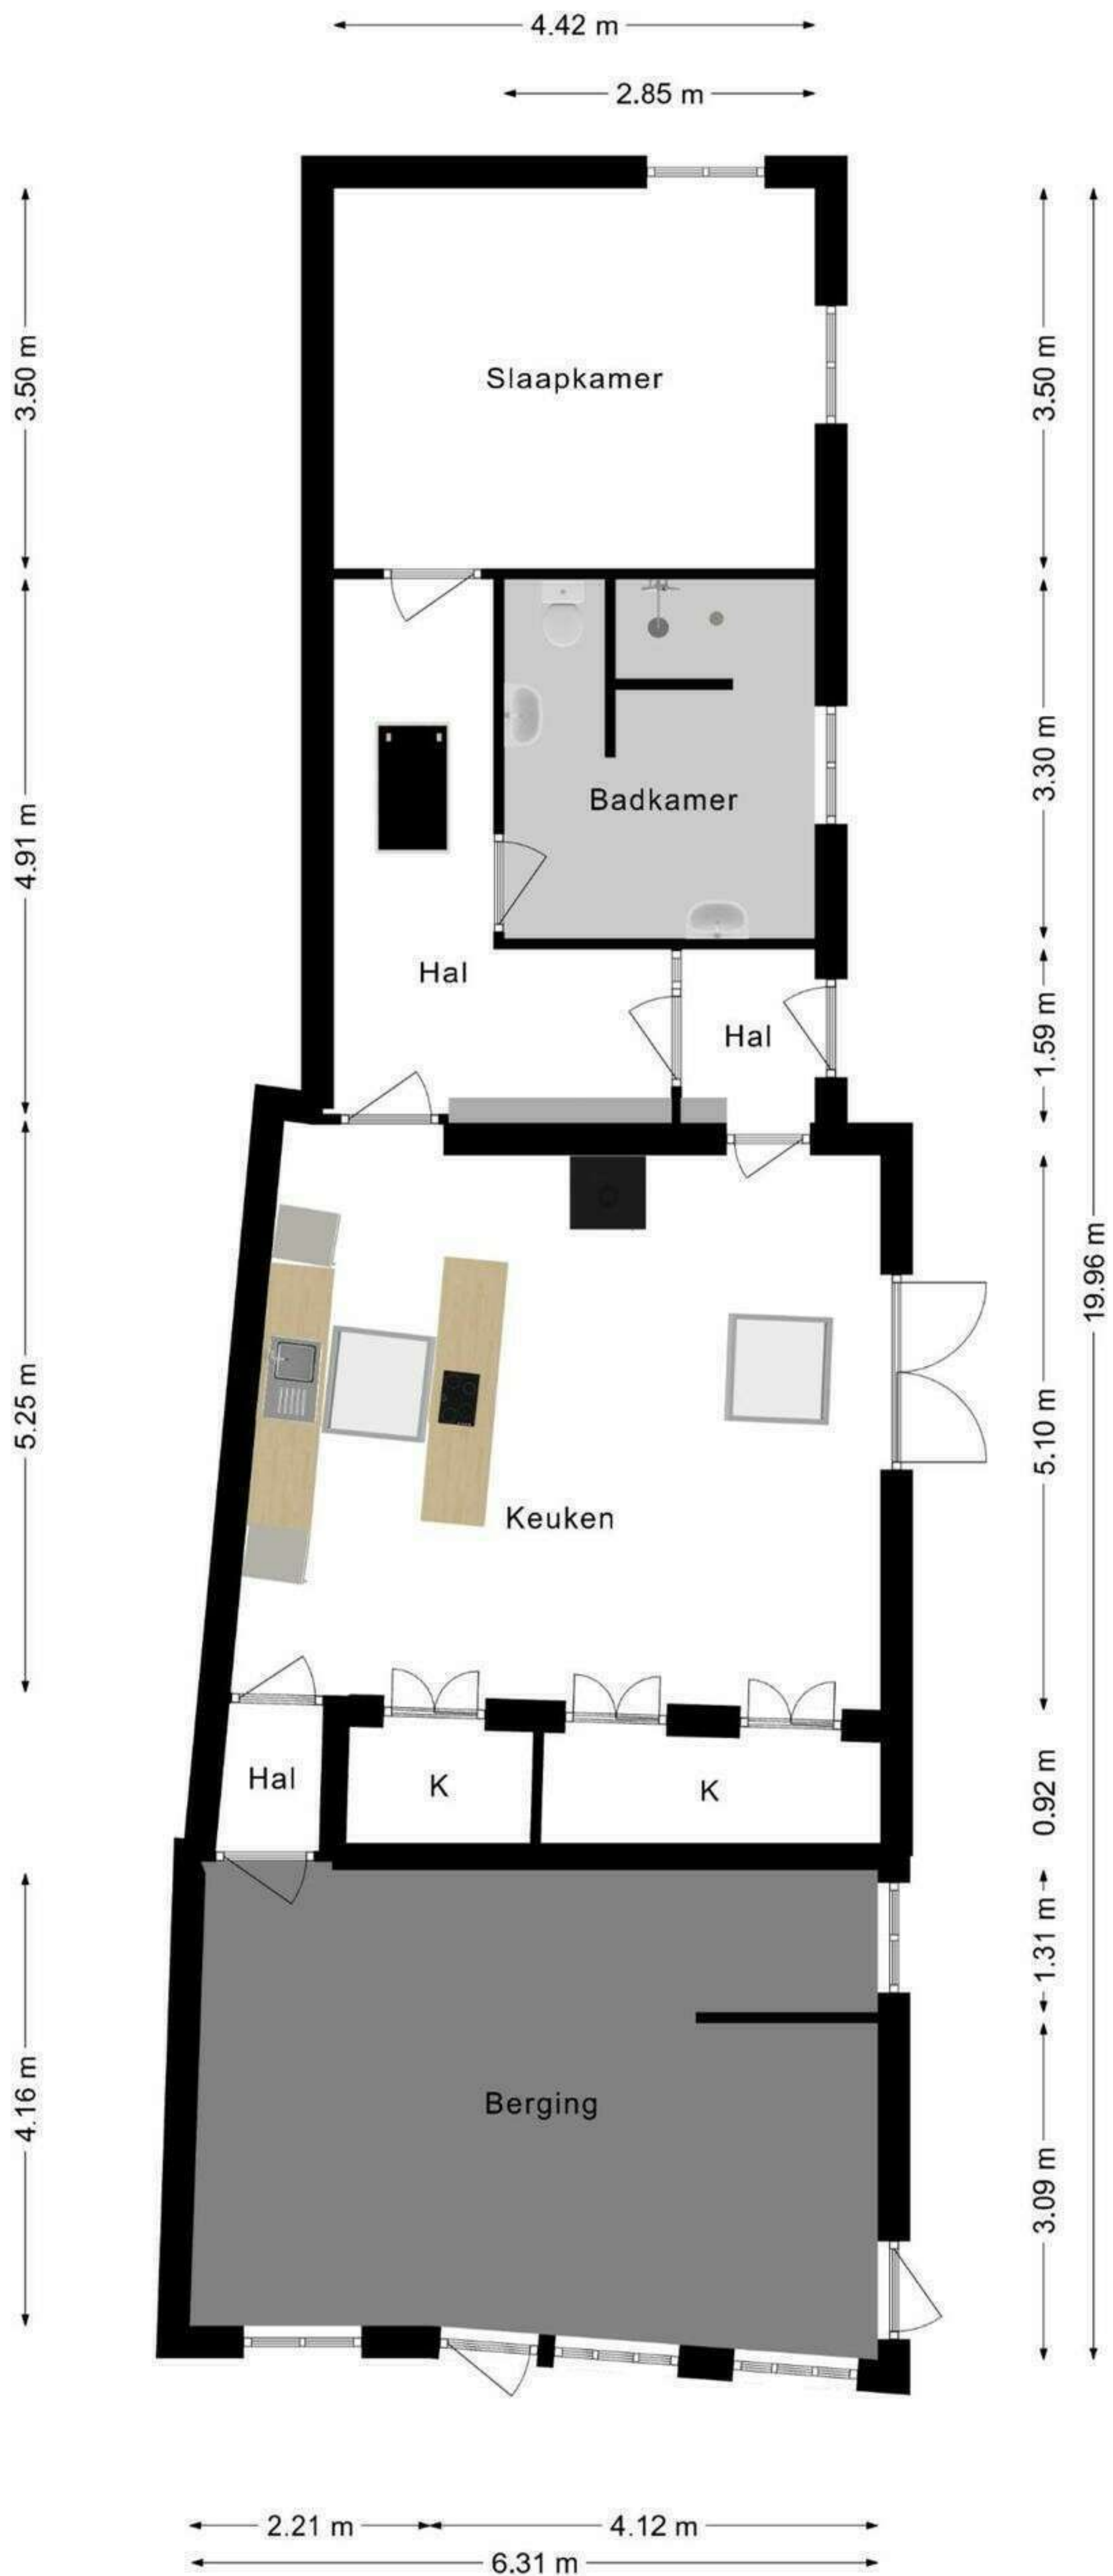 4.42 m
2.85 m
3.50 m
3.50 m
Slaapkamer
4.91 m
3.30 m
Badkamer
Hal
Hal
1.59 m
19.96 m
5.25 m
5.10 m
Keuken
Hal
K
K
0.92 m
1.31 m
4.16 m
Berging
3.09 m
2.21 m
4.12 m
6.31 m